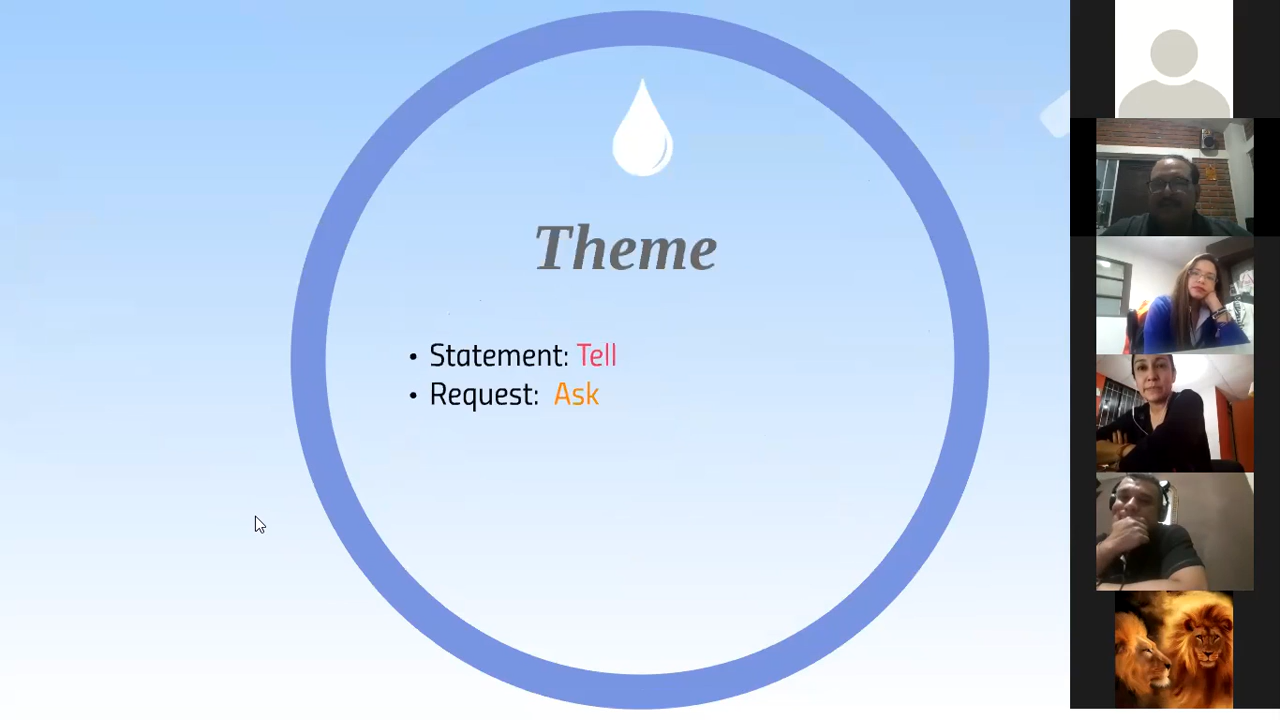 Theme
• Statement: Tell
• Request: Ask